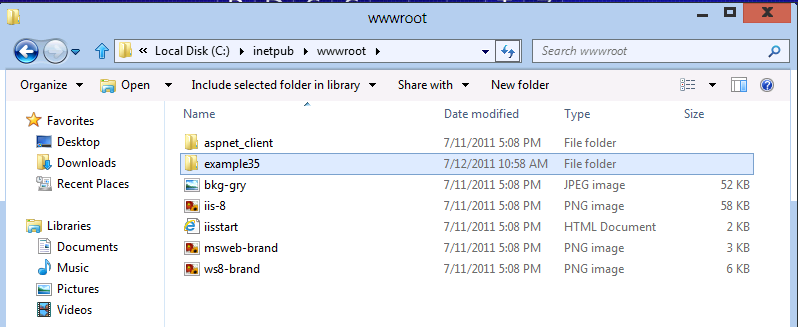 wwwroot
« Local Disk (C:) ▸ inetpub ▸ wwwroot ▸ Search wwwroot
Organize Open Include selected folder in library Share with New folder
Name Date modified Type Size
Favorites
Desktop
Downloads
Recent Places
Libraries
Documents
Music
Pictures
Videos
aspnet_client 7/11/2011 5:08 PM File folder
example35 7/12/2011 10:58 AM File folder
bkg-gry 7/11/2011 5:08 PM JPEG image 52 KB
iis-8 7/11/2011 5:08 PM PNG image 58 KB
iisstart 7/11/2011 5:08 PM HTML Document 2 KB
msweb-brand 7/11/2011 5:08 PM PNG image 3 KB
ws8-brand 7/11/2011 5:08 PM PNG image 6 KB